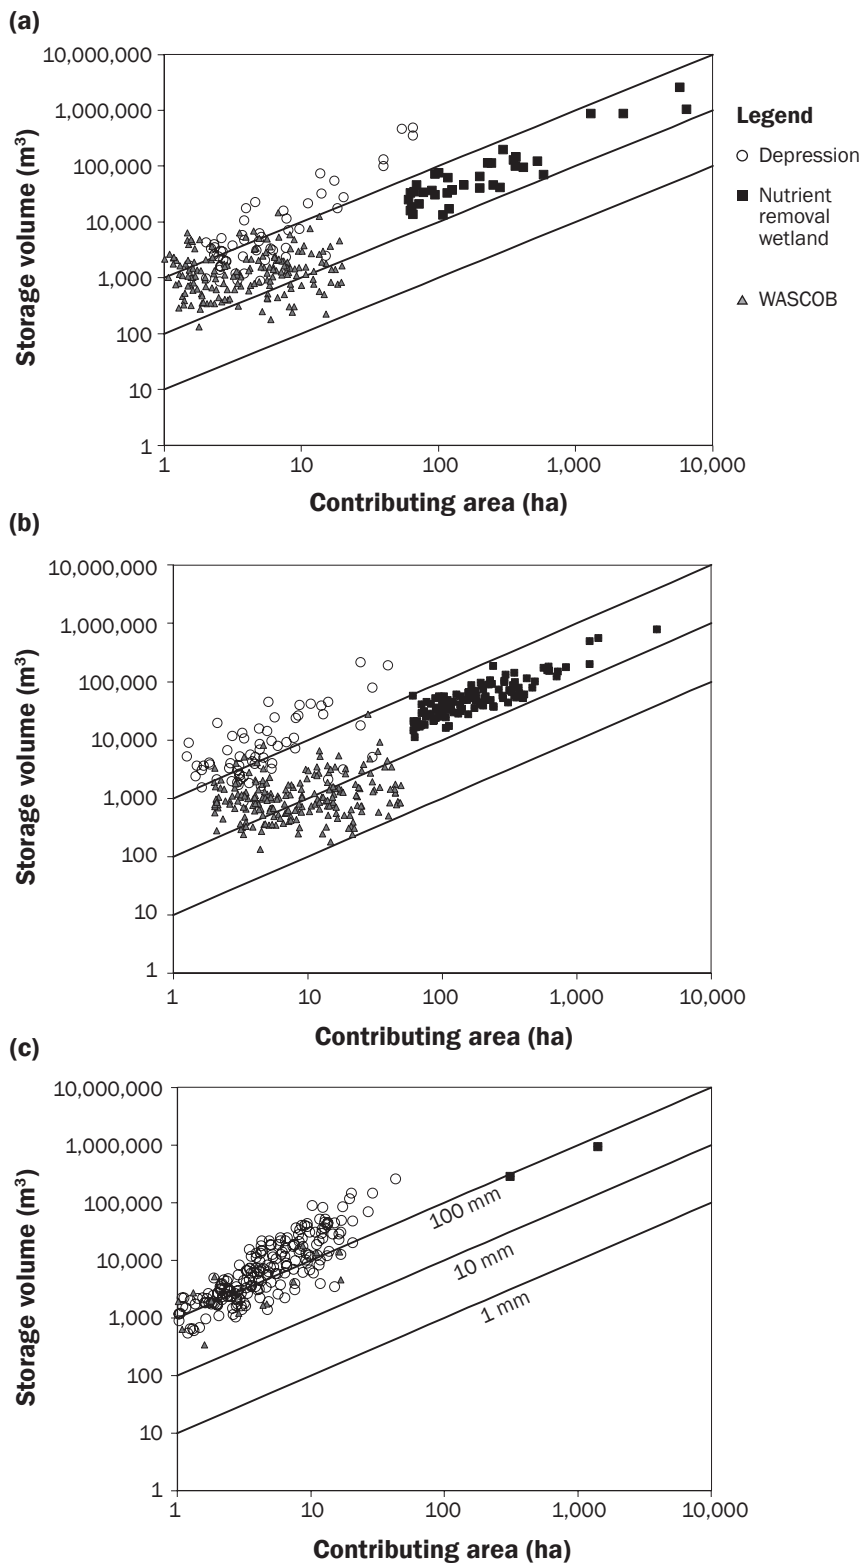 (a)
10,000,000
1,000,000
100,000
10,000
1,000
100
10
1
Storage volume (m³)
1 10 100 1,000 10,000
Contributing area (ha)
Legend
Depression
Nutrient
removal
wetland
WASCOB
(b)
10,000,000
1,000,000
100,000
10,000
1,000
100
10
1
Storage volume (m³)
1 10 100 1,000 10,000
Contributing area (ha)
(c)
10,000,000
1,000,000
100,000
10,000
1,000
100
10
1
Storage volume (m³)
100 mm
10 mm
1 mm
1 10 100 1,000 10,000
Contributing area (ha)